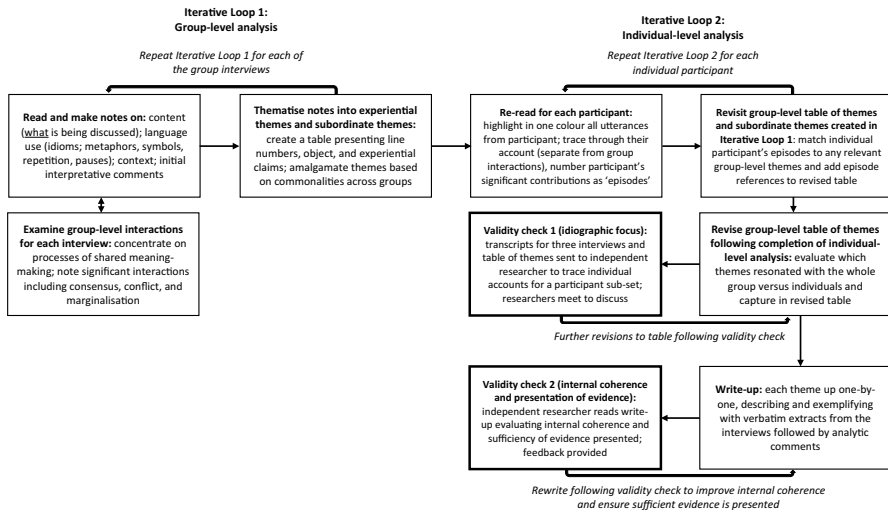 Iterative Loop 1:
Group-level analysis
Repeat Iterative Loop 1 for each of
the group interviews
Read and make notes on: content
(what is being discussed); language
use (idioms; metaphors, symbols,
repetition, pauses); context; initial
interpretative comments
Thematise notes into experiential
themes and subordinate themes:
create a table presenting line
numbers, object, and experiential
claims; amalgamate themes based
on commonalities across groups
Examine group-level interactions
for each interview: concentrate on
processes of shared meaning-
making; note significant interactions
including consensus, conflict, and
marginalisation
Iterative Loop 2:
Individual-level analysis
Repeat Iterative Loop 2 for each
individual participant
Re-read for each participant:
highlight in one colour all utterances
from participant; trace through their
account (separate from group
interactions), number participant's
significant contributions as 'episodes'
Revisit group-level table of themes
and subordinate themes created in
Iterative Loop 1: match individual
participant's episodes to any relevant
group-level themes and add episode
references to revised table
Validity check 1 (idiographic focus):
transcripts for three interviews and
table of themes sent to independent
researcher to trace individual
accounts for a participant sub-set;
researchers meet to discuss
Revise group-level table of themes
following completion of individual-
level analysis: evaluate which
themes resonated with the whole
group versus individuals and
capture in revised table
Further revisions to table following validity check
Validity check 2 (internal coherence
and presentation of evidence):
independent researcher reads write-
up evaluating internal coherence and
sufficiency of evidence presented;
feedback provided
Write-up: each theme up one-by-
one, describing and exemplifying
with verbatim extracts from the
interviews followed by analytic
comments
Rewrite following validity check to improve internal coherence
and ensure sufficient evidence is presented